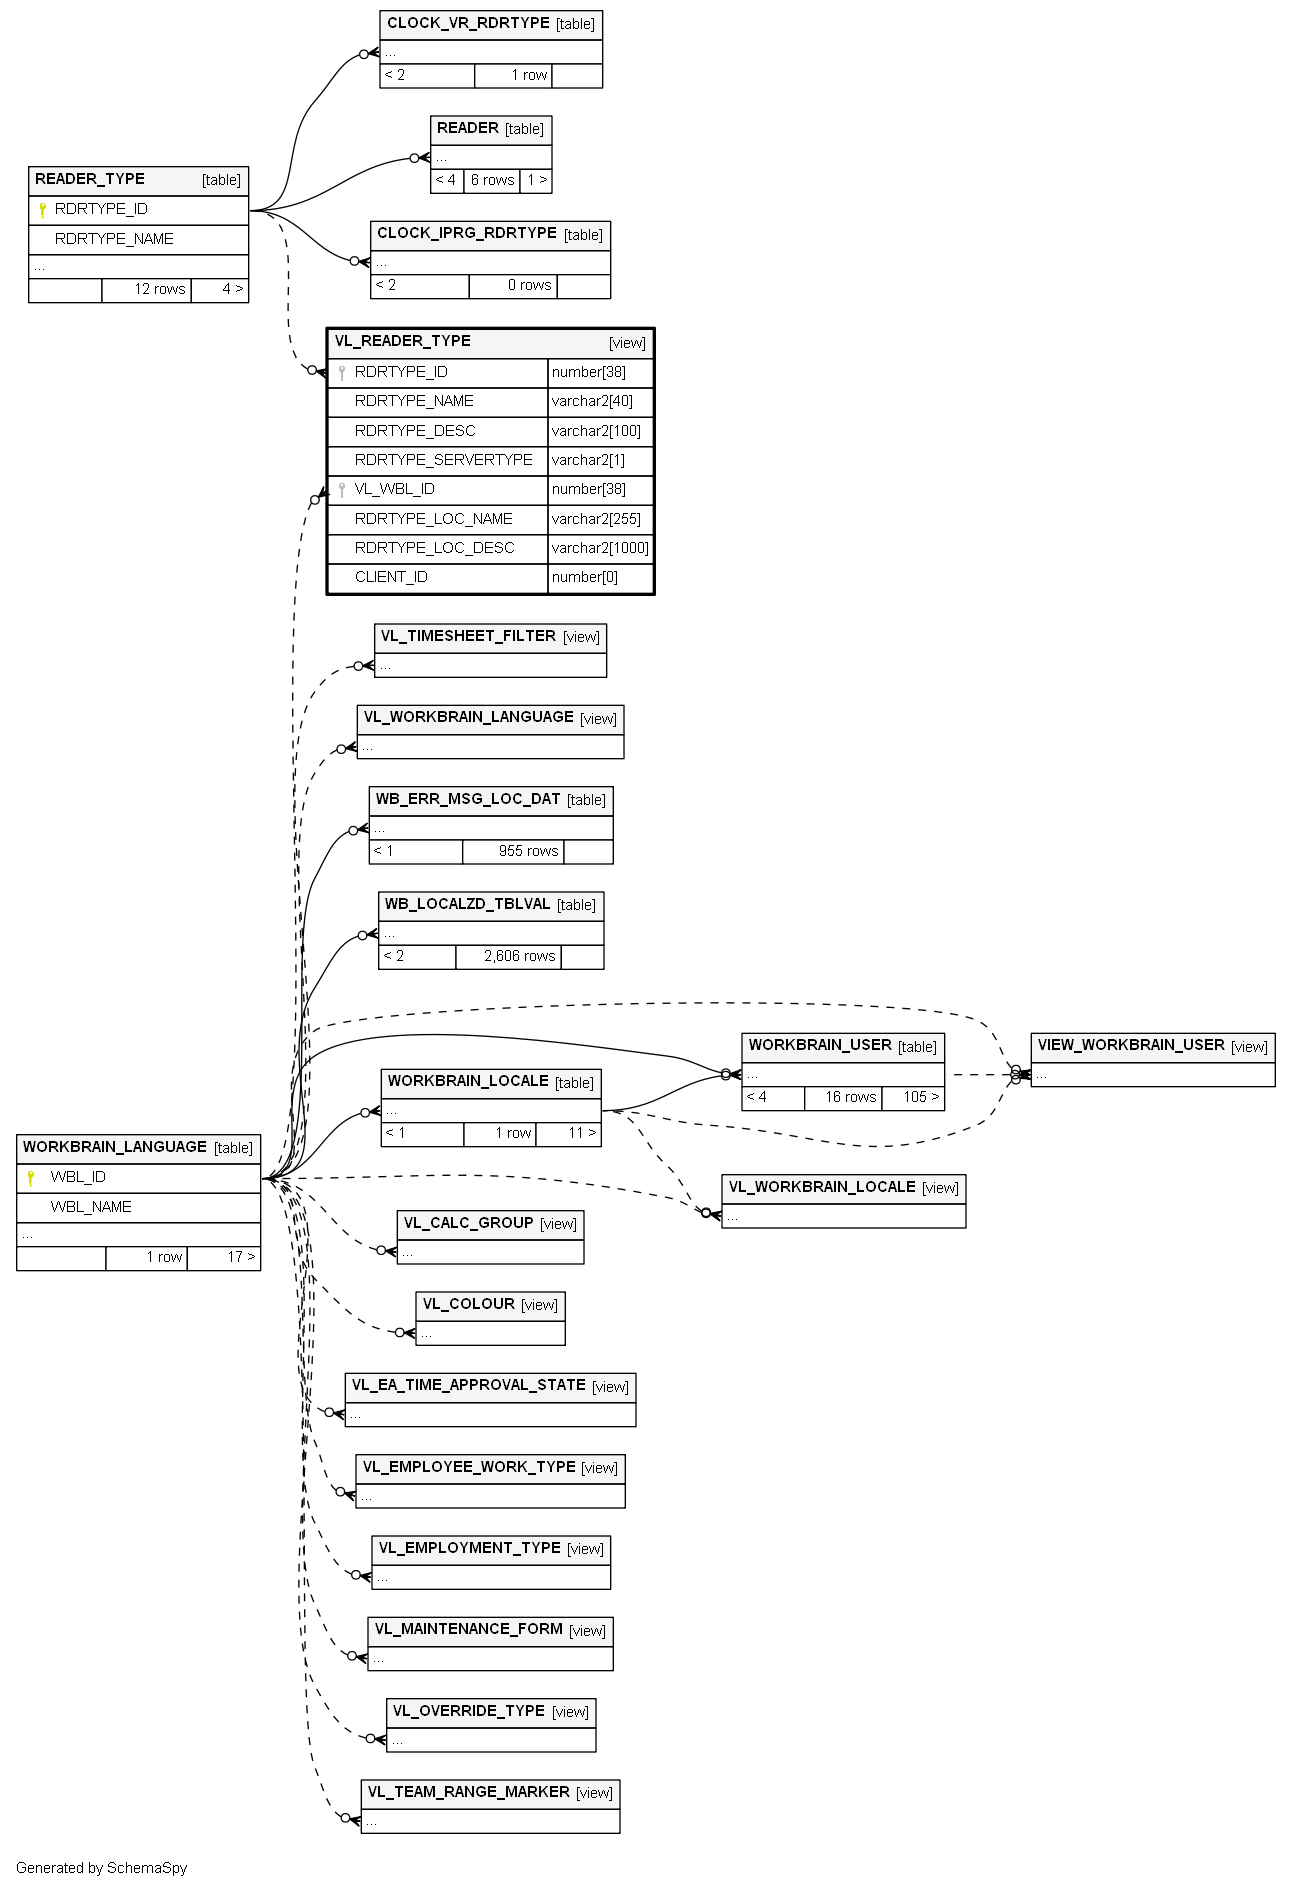 CLOCK_VR_RDRTYPE [table]
...
< 2 1 row
READER [table]
...
< 4 6 rows 1 >
READER_TYPE [table]
RDRTYPE_ID
RDRTYPE_NAME
...
12 rows 4 >
CLOCK_IPRG_RDRTYPE [table]
...
< 2 0 rows
VL_READER_TYPE [view]
RDRTYPE_ID number[38]
RDRTYPE_NAME varchar2[40]
RDRTYPE_DESC varchar2[100]
RDRTYPE_SERVERTYPE varchar2[1]
VL_WBL_ID number[38]
RDRTYPE_LOC_NAME varchar2[255]
RDRTYPE_LOC_DESC varchar2[1000]
CLIENT_ID number[0]
VL_TIMESHEET_FILTER [view]
...
VL_WORKBRAIN_LANGUAGE [view]
...
WB_ERR_MSG_LOC_DAT [table]
...
< 1 955 rows
WB_LOCALZD_TBLVAL [table]
...
< 2 2,606 rows
WORKBRAIN_USER [table]
...
< 4 16 rows 105 >
VIEW_WORKBRAIN_USER [view]
...
WORKBRAIN_LOCALE [table]
...
< 1 1 row 11 >
WORKBRAIN_LANGUAGE [table]
WBL_ID
WBL_NAME
...
1 row 17 >
VL_WORKBRAIN_LOCALE [view]
...
VL_CALC_GROUP [view]
...
VL_COLOUR [view]
...
VL_EA_TIME_APPROVAL_STATE [view]
...
VL_EMPLOYEE_WORK_TYPE [view]
...
VL_EMPLOYMENT_TYPE [view]
...
VL_MAINTENANCE_FORM [view]
...
VL_OVERRIDE_TYPE [view]
...
VL_TEAM_RANGE_MARKER [view]
...
Generated by SchemaSpy